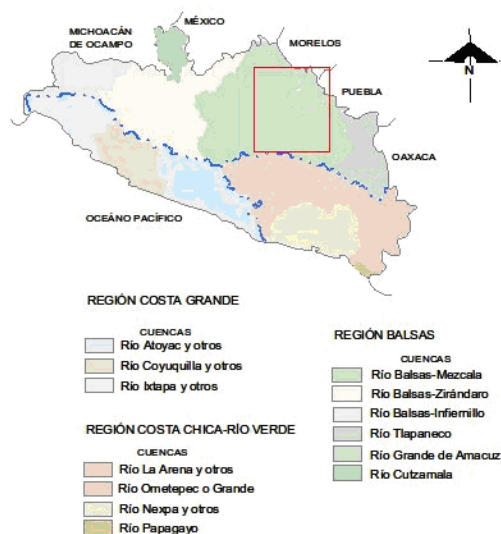 MÉXICO
MICHOACÁN
DE OCAMPO
MORELOS
PUEBLA
N
OAXACA
OCEÁNO PACÍFICO
REGIÓN COSTA GRANDE
CUENCAS
Río Atoyac y otros
Río Coyuquilla y otros
Río Ixtapa y otros
REGIÓN COSTA CHICA-RÍO VERDE
CUENCAS
Río La Arena y otros
Río Ometepec o Grande
Río Nexpa y otros
Río Papagayo
REGIÓN BALSAS
CUENCAS
Río Balsas-Mezcala
Río Balsas-Zirándaro
Río Balsas-Infiernillo
Río Tlapaneco
Río Grande de Amacuz
Río Cutzamala